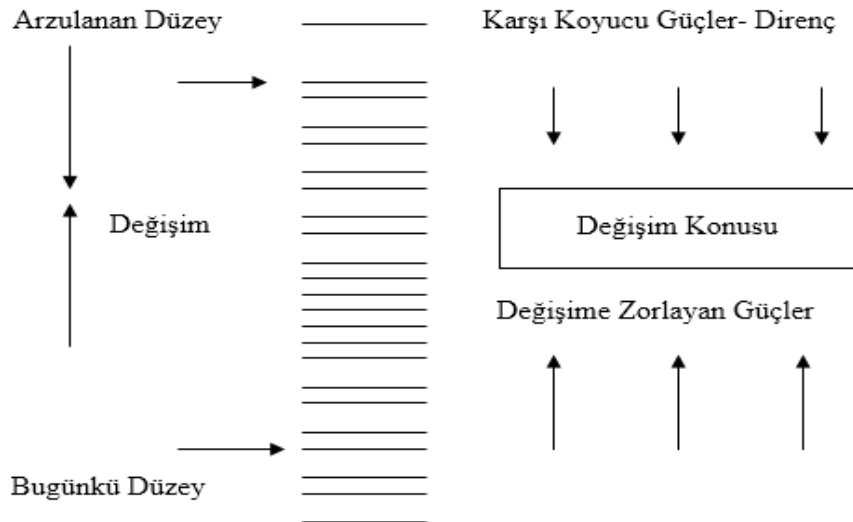 Arzulanan Düzey
Karşı Koyucu Güçler- Direnç
Değişim
Değişim Konusu
Değişime Zorlayan Güçler
Bugünkü Düzey